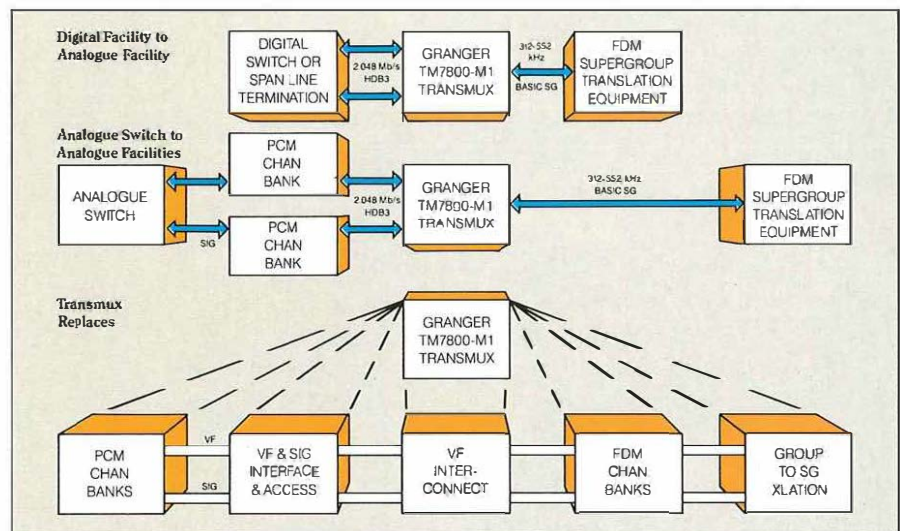 Digital Facility to
Analogue Facility
DIGITAL
SWITCH OR
SPAN LINE
TERMINATION
2.048 Mb/s
HDB3
GRANGER
TM7800-M1
TRANSMUX
312-552
kHz
BASIC SG
FDM
SUPERGROUP
TRANSLATION
EQUIPMENT
Analogue Switch to
Analogue Facilities
ANALOGUE
SWITCH
SIG
PCM
CHAN
BANK
PCM
CHAN
BANK
2.048 Mb/s
HDB3
GRANGER
TM7800-M1
TRANSMUX
312-552 kHz
BASIC SG
FDM
SUPERGROUP
TRANSLATION
EQUIPMENT
Transmux
Replaces
GRANGER
TM7800-M1
TRANSMUX
PCM
CHAN
BANKS
VF
SIG
VF & SIG
INTERFACE
& ACCESS
VF
INTER-
CONNECT
FDM
CHAN
BANKS
GROUP
TO SG
XLATION